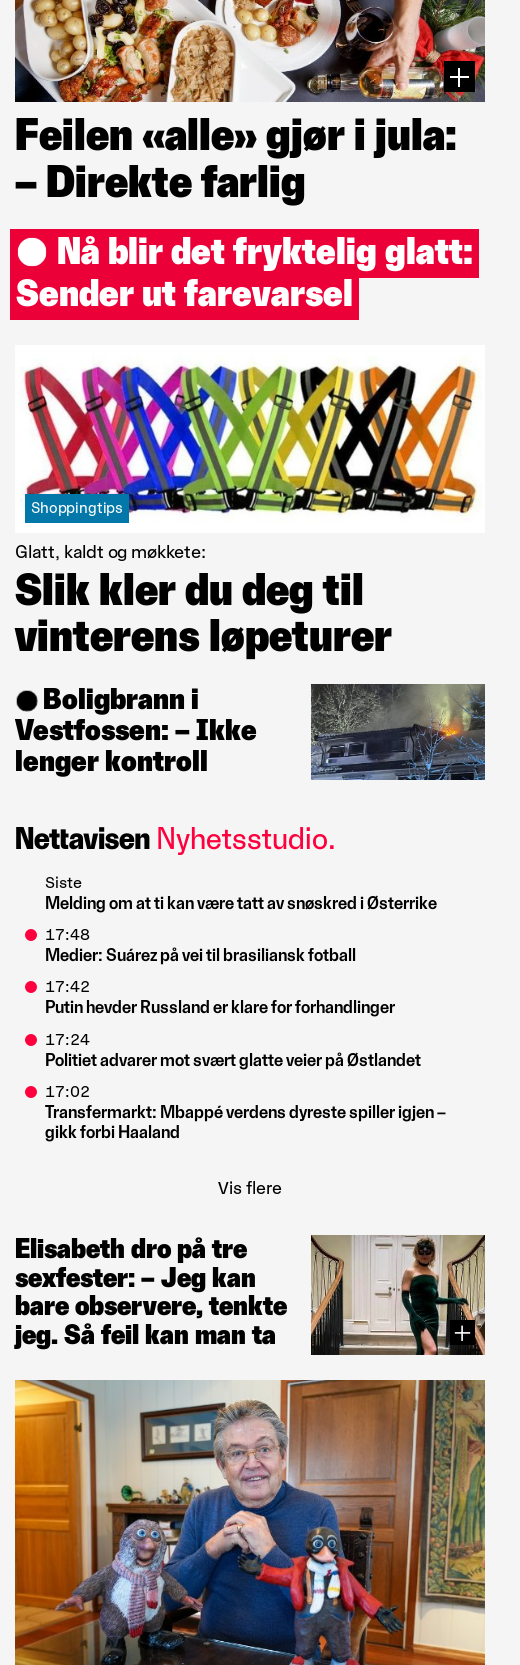 Feilen «alle» gjør i jula:
– Direkte farlig
Nå blir det fryktelig glatt:
Sender ut farevarsel
Shoppingtips
Glatt, kaldt og møkkete:
Slik kler du deg til
vinterens løpeturer
Boligbrann i
Vestfossen: – Ikke
lenger kontroll
Nettavisen Nyhetsstudio.
Siste
Melding om at ti kan være tatt av snøskred i Østerrike
17:48
Medier: Suárez på vei til brasiliansk fotball
17:42
Putin hevder Russland er klare for forhandlinger
17:24
Politiet advarer mot svært glatte veier på Østlandet
17:02
Transfermarkt: Mbappé verdens dyreste spiller igjen –
gikk forbi Haaland
Vis flere
Elisabeth dro på tre
sexfester: – Jeg kan
bare observere, tenkte
jeg. Så feil kan man ta